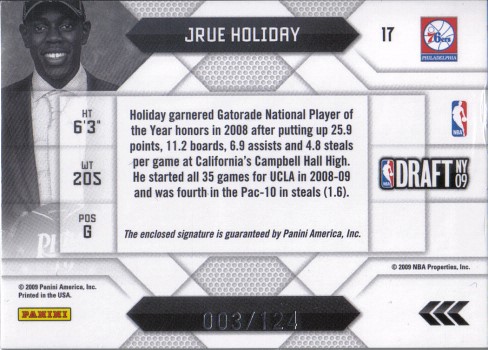 JRUE HOLIDAY
17
76ers
PHILADELPHIA
HT
6'3"
WT
205
POS
G
Holiday garnered Gatorade National Player of
the Year honors in 2008 after putting up 25.9
points, 11.2 boards, 6.9 assists and 4.8 steals
per game at California's Campbell Hall High.
He started all 35 games for UCLA in 2008-09
and was fourth in the Pac-10 in steals (1.6).
The enclosed signature is guaranteed by Panini America, Inc.
NBA
NBA DRAFT NY 09
© 2009 NBA Properties, Inc.
© 2009 Panini America, Inc.
Printed in the USA.
PANINI
003/124